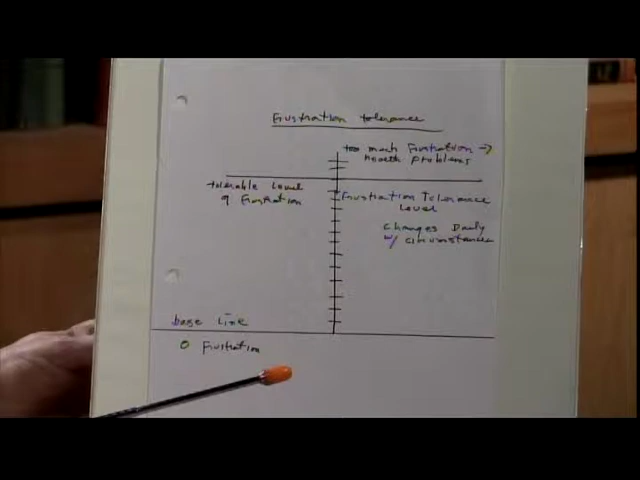 Frustration tolerance
too much Frustration →
health problems
tolerable Level
of Frustration
Frustration Tolerance
Level
changes Daily
w/ circumstance
base line
0 Frustration